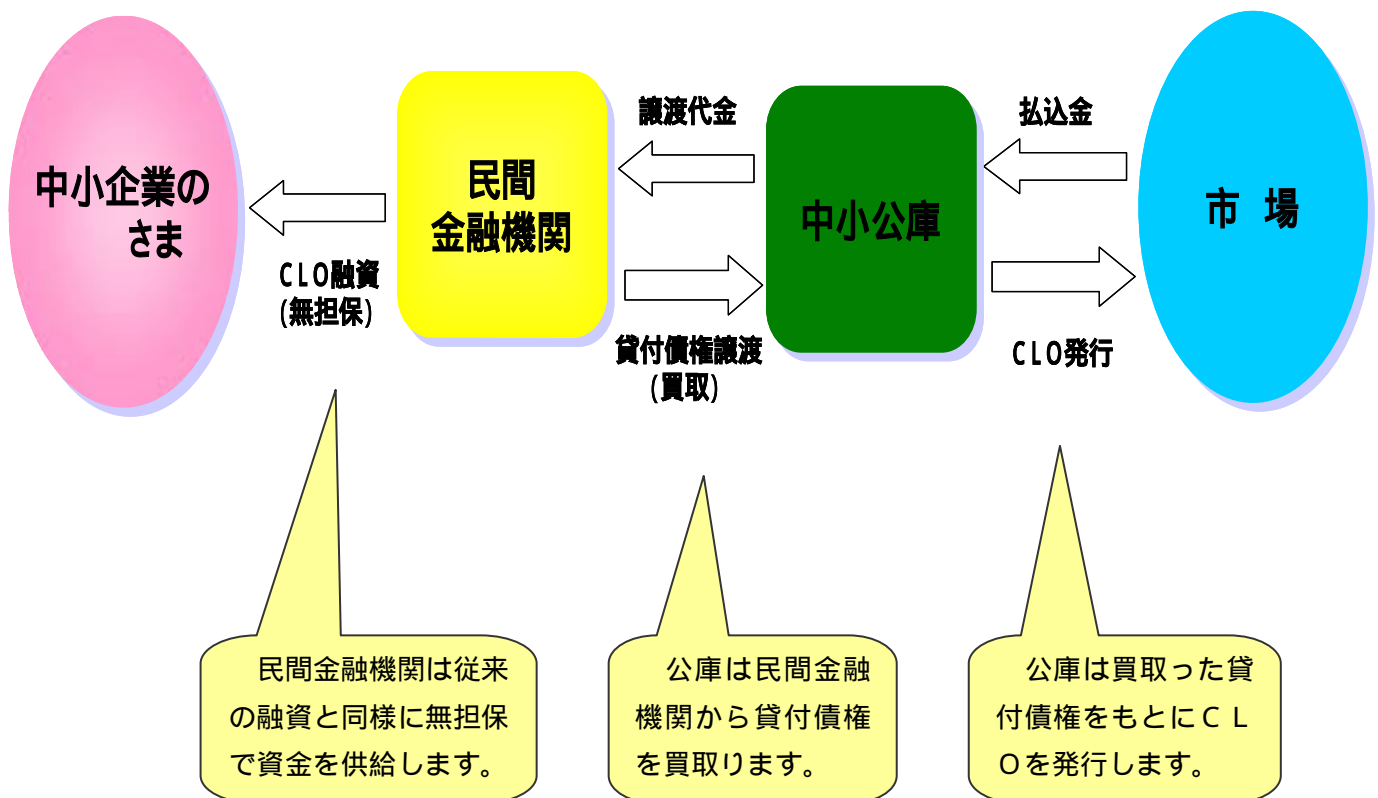 中小企業の
さま
CLO融資
(無担保)
民間
金融機関
譲渡代金
貸付債権譲渡
(買取)
中小公庫
払込金
CLO発行
市 場
民間金融機関は従来
の融資と同様に無担保
で資金を供給します。
公庫は民間金融
機関から貸付債権
を買取ります。
公庫は買取った貸
付債権をもとにＣＬ
Ｏを発行します。